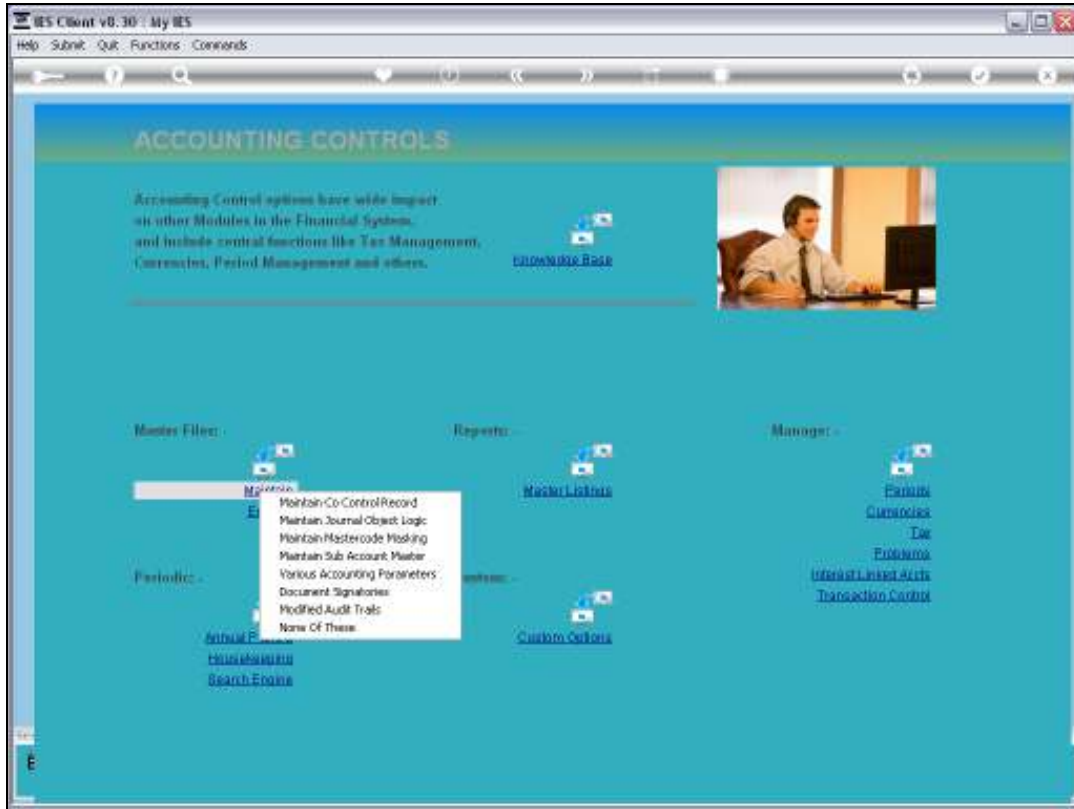 IES Client v8.30 : My IES
Help Submit Quit Functions Commands
ACCOUNTING CONTROLS
Accounting Control options have wide impact
on other Modules in the Financial System,
and include central functions like Tax Management,
Currencies, Period Management and others.
Knowledge Base
Master Files: -
Reports: -
Manage: -
Maintain
Master Listings
Periods
Currencies
Tax
Problems
Interest Linked Accts
Transaction Control
Maintain Co Control Record
Maintain Journal Object Logic
Maintain Mastercode Masking
Maintain Sub Account Master
Various Accounting Parameters
Document Signatories
Modified Audit Trails
None Of These
Periodic: -
Annual
Housekeeping
Search Engine
Custom Options